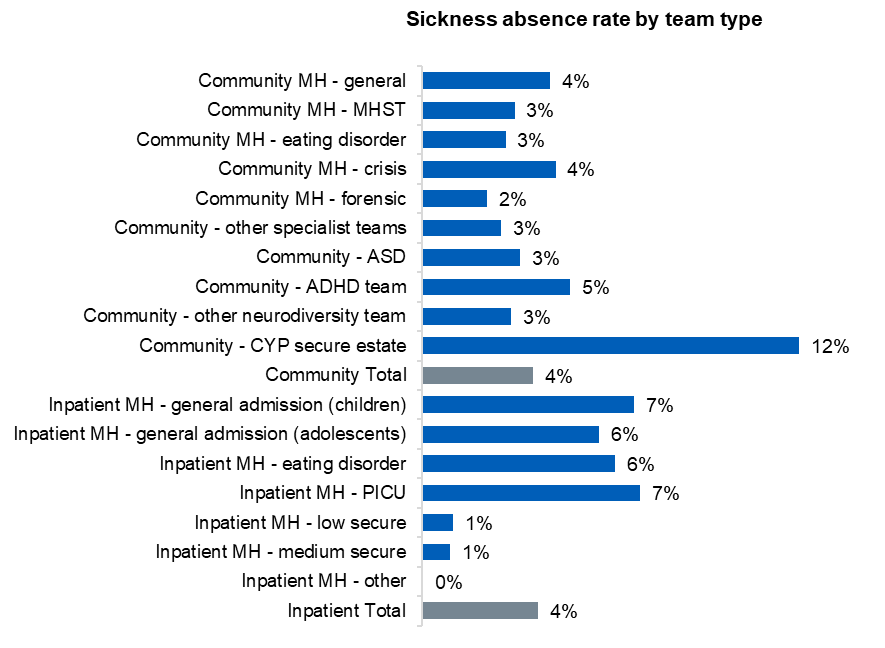 Sickness absence rate by team type
Community MH - general 4%
Community MH - MHST 3%
Community MH - eating disorder 3%
Community MH - crisis 4%
Community MH - forensic 2%
Community - other specialist teams 3%
Community - ASD 3%
Community - ADHD team 5%
Community - other neurodiversity team 3%
Community - CYP secure estate 12%
Community Total 4%
Inpatient MH - general admission (children) 7%
Inpatient MH - general admission (adolescents) 6%
Inpatient MH - eating disorder 6%
Inpatient MH - PICU 7%
Inpatient MH - low secure 1%
Inpatient MH - medium secure 1%
Inpatient MH - other 0%
Inpatient Total 4%